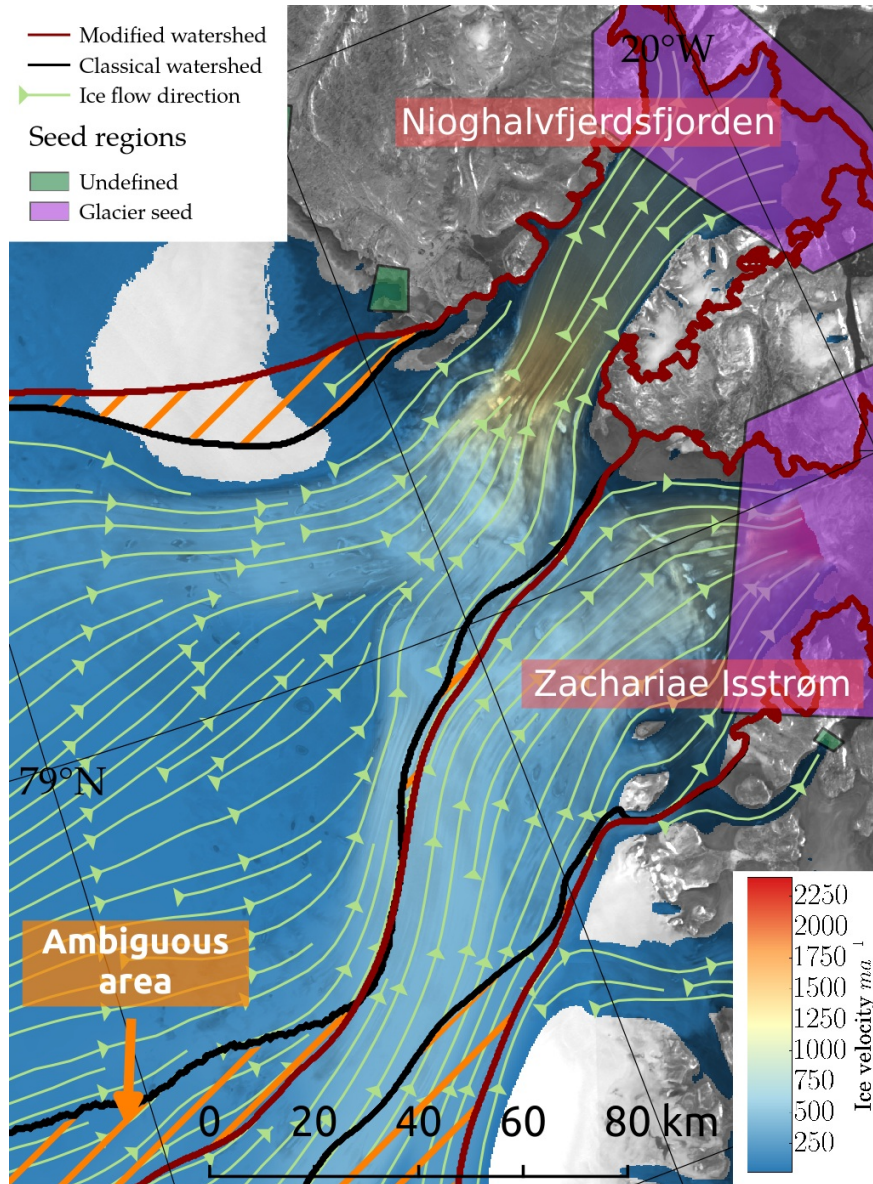 Modified watershed
Classical watershed
Ice flow direction
Seed regions
Undefined
Glacier seed
20°W
Nioghalvfjerdsfjorden
Zachariae Isstrøm
79°N
Ambiguous
area
0 20 40 60 80 km
2250
2000
1750
1500
1250
1000
750
500
250
Ice velocity ma⁻¹